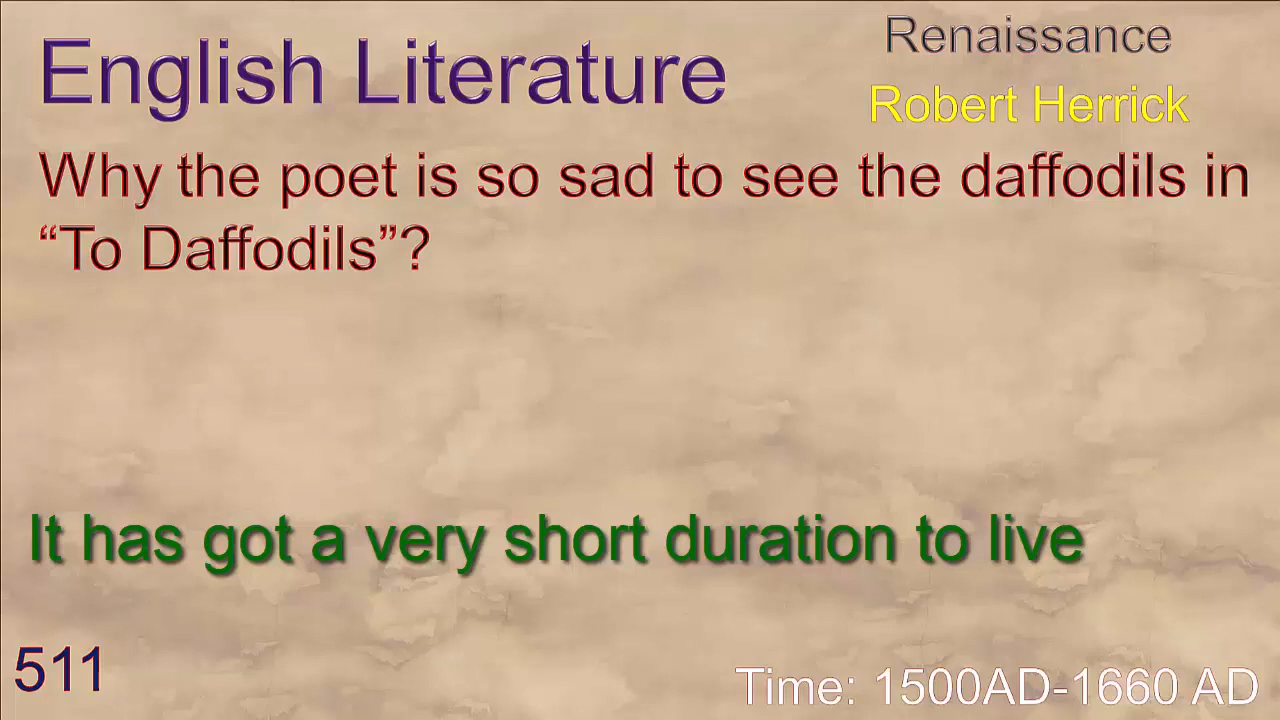 English Literature
Renaissance
Robert Herrick
Why the poet is so sad to see the daffodils in
“To Daffodils”?
It has got a very short duration to live
511
Time: 1500AD-1660 AD